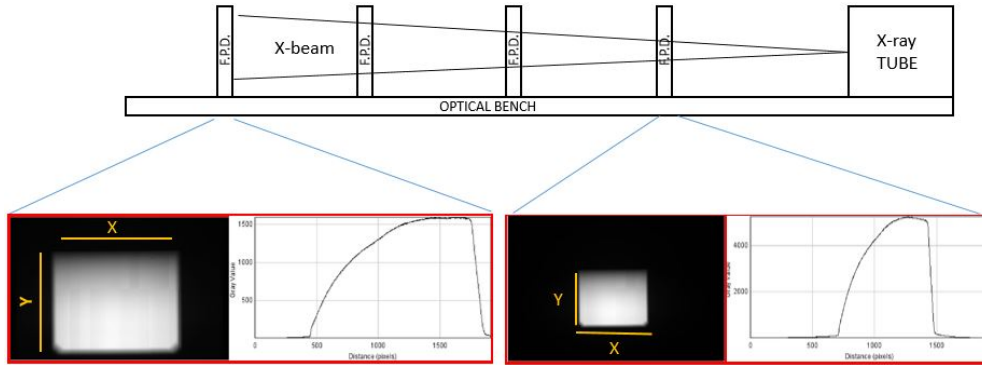 F.P.D.
X-beam
F.P.D.
F.P.D.
F.P.D.
X-ray
TUBE
OPTICAL BENCH
X
Y
1500
1000
500
Gray Value
0
500
1000
1500
Distance (pixels)
Y
X
4000
2000
Gray Value
0
500
1000
1500
Distance (pixels)